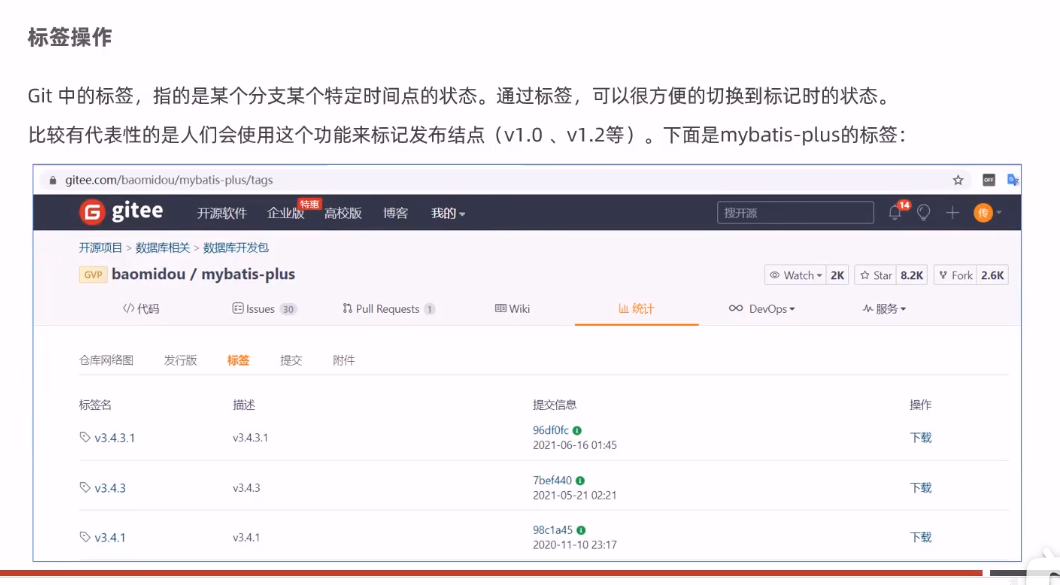 标签操作
Git 中的标签，指的是某个分支某个特定时间点的状态。通过标签，可以很方便的切换到标记时的状态。
比较有代表性的是人们会使用这个功能来标记发布结点（v1.0 、v1.2等）。下面是mybatis-plus的标签：
gitee.com/baomidou/mybatis-plus/tags
gitee 开源软件 企业版 特惠 高校版 博客 我的 搜开源 14 传
开源项目 > 数据库相关 > 数据库开发包
GVP baomidou / mybatis-plus Watch 2K Star 8.2K Fork 2.6K
代码 Issues 30 Pull Requests 1 Wiki 统计 DevOps 服务
仓库网络图 发行版 标签 提交 附件
标签名 描述 提交信息 操作
v3.4.3.1 v3.4.3.1 96df0fc 下载
2021-06-16 01:45
v3.4.3 v3.4.3 7bef440 下载
2021-05-21 02:21
v3.4.1 v3.4.1 98c1a45 下载
2020-11-10 23:17